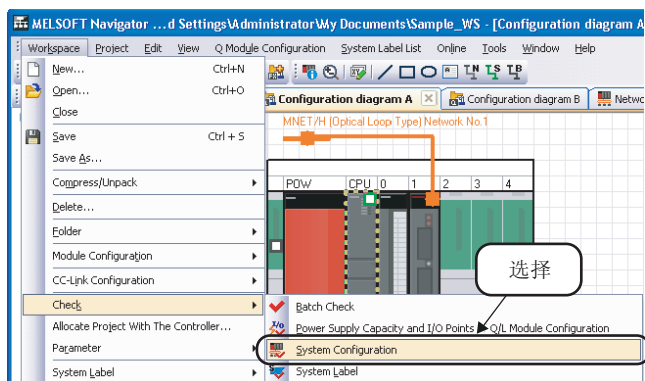 MELSOFT Navigator ...d Settings\Administrator\My Documents\Sample_WS - [Configuration diagram A
Workspace Project Edit View Q Module Configuration System Label List Online Tools Window Help
New... Ctrl+N
Open... Ctrl+O
Close
Save Ctrl + S
Save As...
Compress/Unpack
Delete...
Folder
Module Configuration
CC-Link Configuration
Check
Allocate Project With The Controller...
Parameter
System Label
Configuration diagram A Configuration diagram B Netwo
MNET/H (Optical Loop Type) Network No.1
POW CPU 0 1 2 3 4
选择
Batch Check
Power Supply Capacity and I/O Points Q/L Module Configuration
System Configuration
System Label